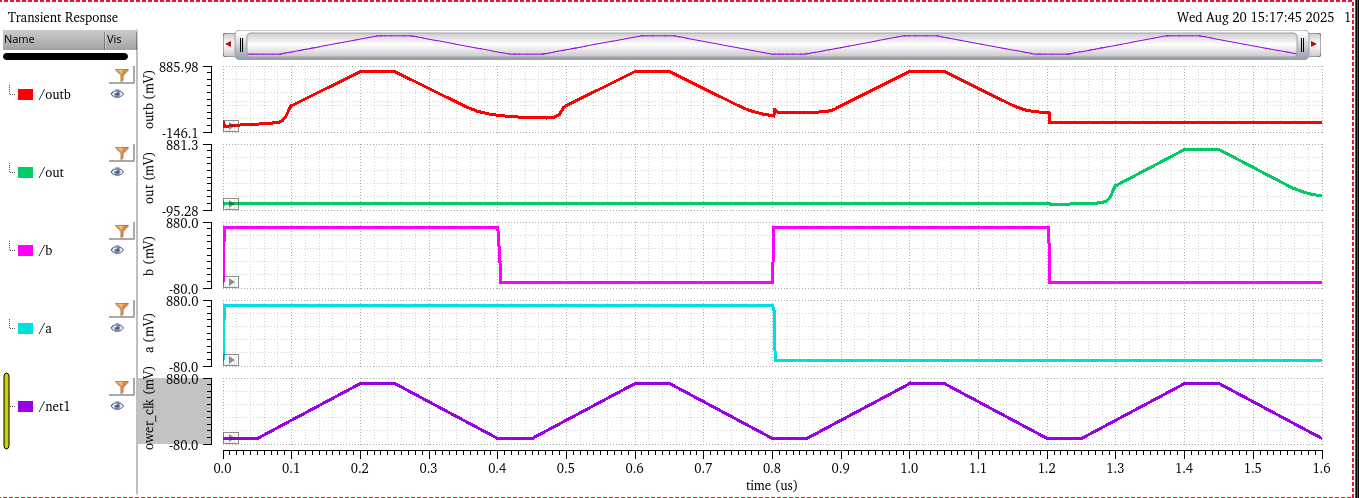 Transient Response
Wed Aug 20 15:17:45 2025 1
Name Vis
/outb
/out
/b
/a
/net1
885.98
outb (mV)
-146.1
881.3
out (mV)
-95.28
880.0
b (mV)
-80.0
880.0
a (mV)
-80.0
880.0
ower_clk (mV)
-80.0
0.0 0.1 0.2 0.3 0.4 0.5 0.6 0.7 0.8 0.9 1.0 1.1 1.2 1.3 1.4 1.5 1.6
time (us)